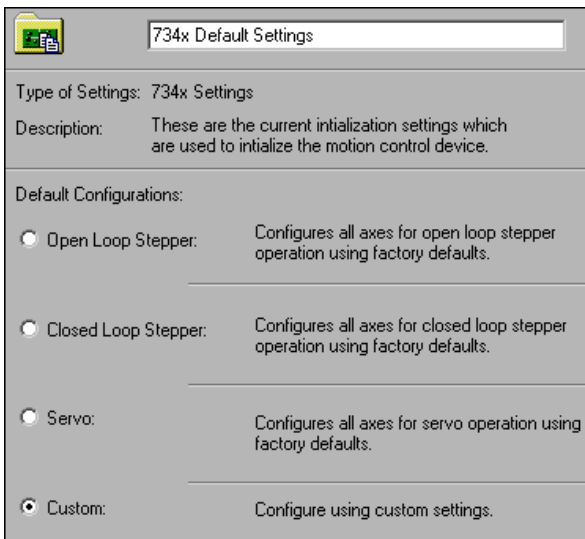 734x Default Settings
Type of Settings: 734x Settings
Description: These are the current intialization settings which
are used to intialize the motion control device.
Default Configurations:
Open Loop Stepper: Configures all axes for open loop stepper
operation using factory defaults.
Closed Loop Stepper: Configures all axes for closed loop stepper
operation using factory defaults.
Servo: Configures all axes for servo operation using
factory defaults.
Custom: Configure using custom settings.